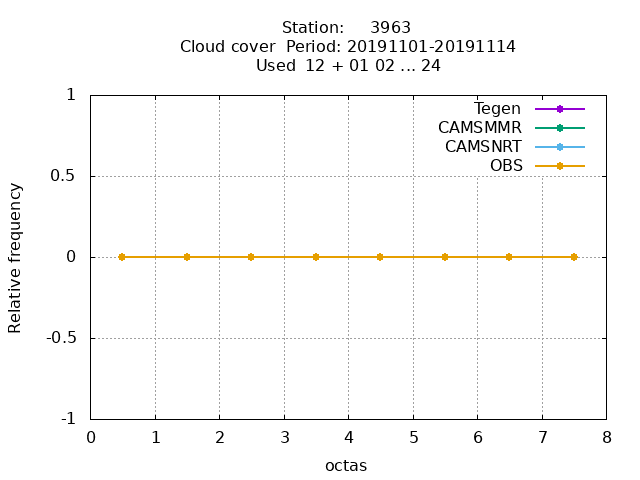 Station: 3963
Cloud cover Period: 20191101-20191114
Used 12 + 01 02 ... 24
Tegen
CAMSMMR
CAMSNRT
OBS
1
0.5
0
-0.5
-1
Relative frequency
0 1 2 3 4 5 6 7 8
octas